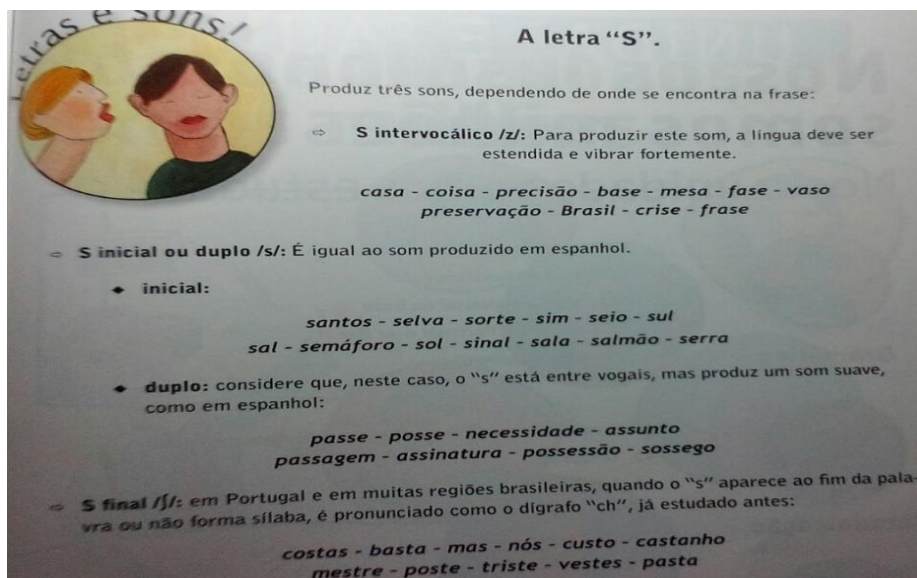 Letras e sons!
A letra “S”.
Produz três sons, dependendo de onde se encontra na frase:
⇨ S intervocálico /z/: Para produzir este som, a língua deve ser
estendida e vibrar fortemente.
casa - coisa - precisão - base - mesa - fase - vaso
preservação - Brasil - crise - frase
⇨ S inicial ou duplo /s/: É igual ao som produzido em espanhol.
◆ inicial:
santos - selva - sorte - sim - seio - sul
sal - semáforo - sol - sinal - sala - salmão - serra
◆ duplo: considere que, neste caso, o “s” está entre vogais, mas produz um som suave,
como em espanhol:
passe - posse - necessidade - assunto
passagem - assinatura - possessão - sossego
⇨ S final /ʃ/: em Portugal e em muitas regiões brasileiras, quando o “s” aparece ao fim da pala-
vra ou não forma sílaba, é pronunciado como o dígrafo “ch”, já estudado antes:
costas - basta - mas - nós - custo - castanho
mestre - poste - triste - vestes - pasta